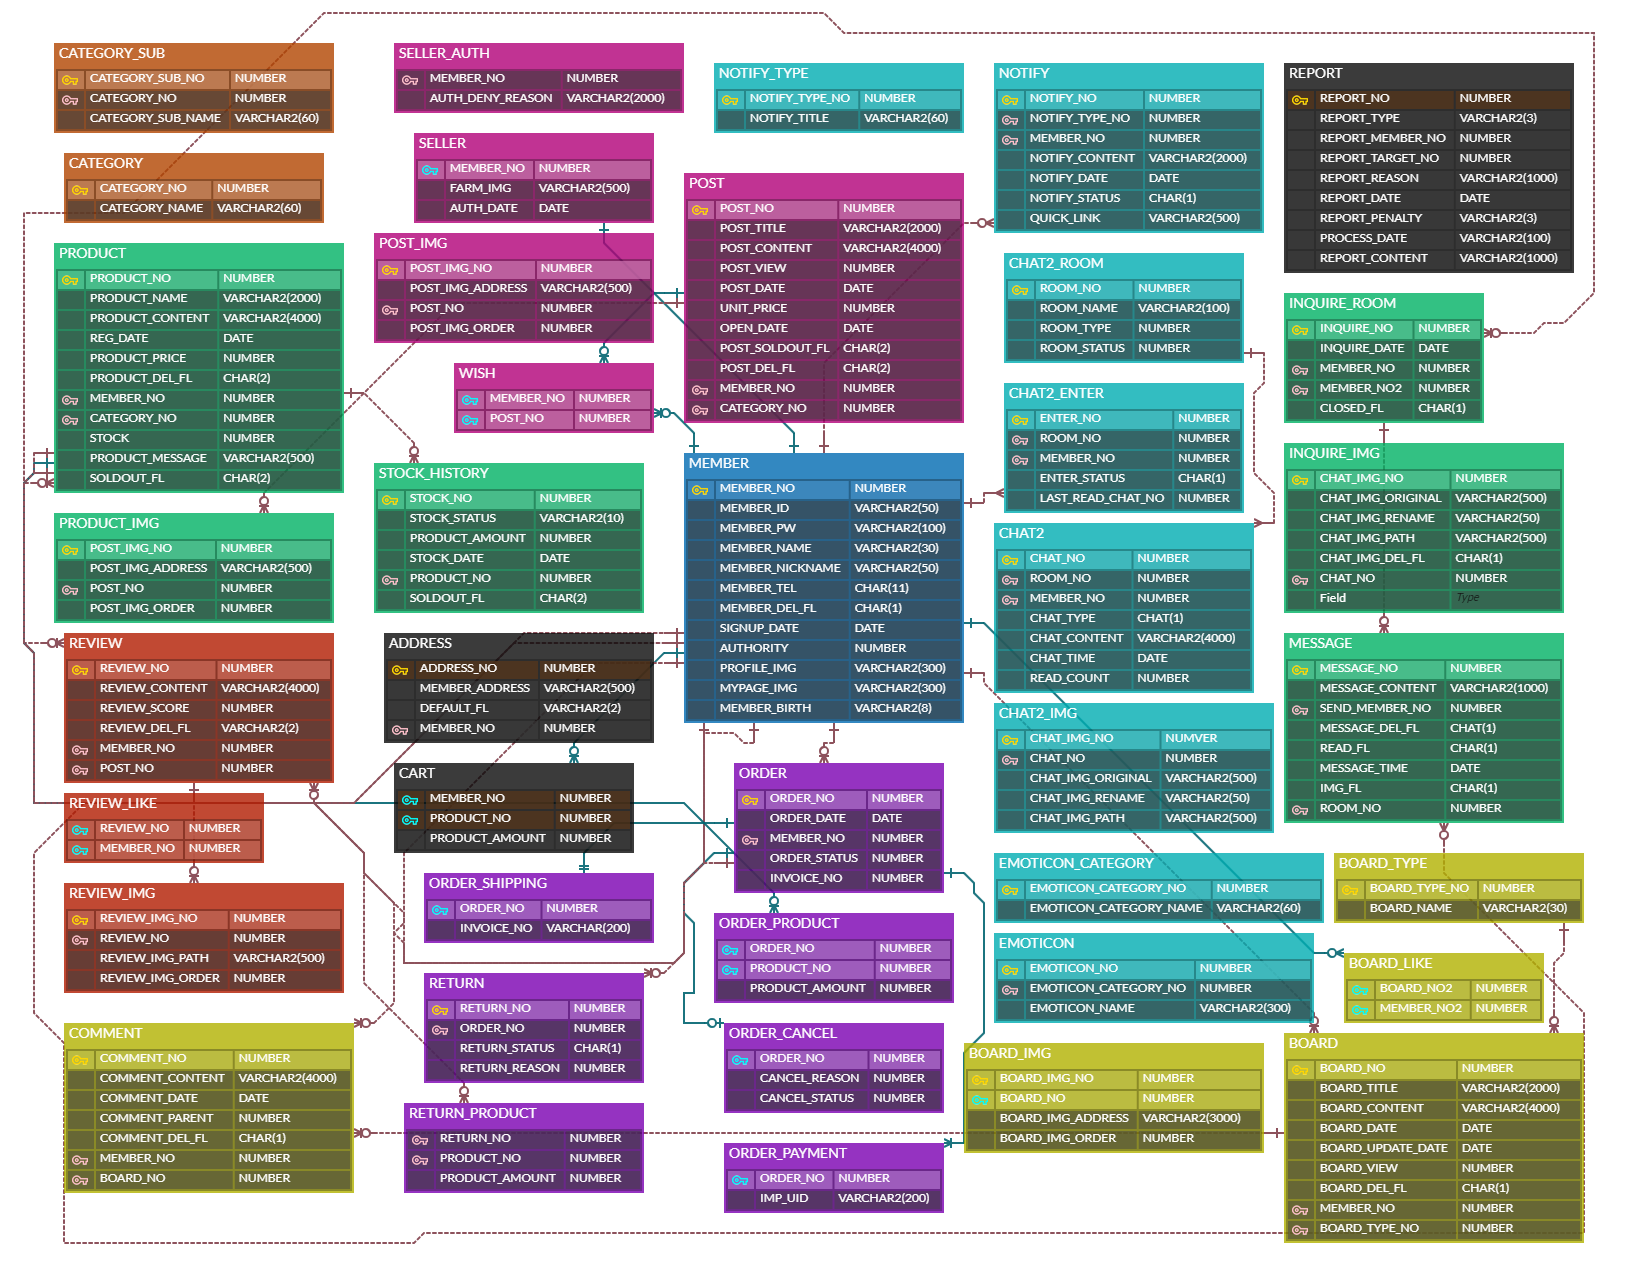 CATEGORY_SUB
CATEGORY_SUB_NO NUMBER
CATEGORY_NO NUMBER
CATEGORY_SUB_NAME VARCHAR2(60)
CATEGORY
CATEGORY_NO NUMBER
CATEGORY_NAME VARCHAR2(60)
PRODUCT
PRODUCT_NO NUMBER
PRODUCT_NAME VARCHAR2(2000)
PRODUCT_CONTENT VARCHAR2(4000)
REG_DATE DATE
PRODUCT_PRICE NUMBER
PRODUCT_DEL_FL CHAR(2)
MEMBER_NO NUMBER
CATEGORY_NO NUMBER
STOCK NUMBER
PRODUCT_MESSAGE VARCHAR2(500)
SOLDOUT_FL CHAR(2)
PRODUCT_IMG
POST_IMG_NO NUMBER
POST_IMG_ADDRESS VARCHAR2(500)
POST_NO NUMBER
POST_IMG_ORDER NUMBER
REVIEW
REVIEW_NO NUMBER
REVIEW_CONTENT VARCHAR2(4000)
REVIEW_SCORE NUMBER
REVIEW_DEL_FL VARCHAR2(2)
MEMBER_NO NUMBER
POST_NO NUMBER
REVIEW_LIKE
REVIEW_NO NUMBER
MEMBER_NO NUMBER
REVIEW_IMG
REVIEW_IMG_NO NUMBER
REVIEW_NO NUMBER
REVIEW_IMG_PATH VARCHAR2(500)
REVIEW_IMG_ORDER NUMBER
COMMENT
COMMENT_NO NUMBER
COMMENT_CONTENT VARCHAR2(4000)
COMMENT_DATE DATE
COMMENT_PARENT NUMBER
COMMENT_DEL_FL CHAR(1)
MEMBER_NO NUMBER
BOARD_NO NUMBER
SELLER_AUTH
MEMBER_NO NUMBER
AUTH_DENY_REASON VARCHAR2(2000)
SELLER
MEMBER_NO NUMBER
FARM_IMG VARCHAR2(500)
AUTH_DATE DATE
POST_IMG
POST_IMG_NO NUMBER
POST_IMG_ADDRESS VARCHAR2(500)
POST_NO NUMBER
POST_IMG_ORDER NUMBER
WISH
MEMBER_NO NUMBER
POST_NO NUMBER
STOCK_HISTORY
STOCK_NO NUMBER
STOCK_STATUS VARCHAR2(10)
PRODUCT_AMOUNT NUMBER
STOCK_DATE DATE
PRODUCT_NO NUMBER
SOLDOUT_FL CHAR(2)
ADDRESS
ADDRESS_NO NUMBER
MEMBER_ADDRESS VARCHAR2(500)
DEFAULT_FL VARCHAR2(2)
MEMBER_NO NUMBER
CART
MEMBER_NO NUMBER
PRODUCT_NO NUMBER
PRODUCT_AMOUNT NUMBER
ORDER_SHIPPING
ORDER_NO NUMBER
INVOICE_NO VARCHAR(200)
RETURN
RETURN_NO NUMBER
ORDER_NO NUMBER
RETURN_STATUS CHAR(1)
RETURN_REASON NUMBER
RETURN_PRODUCT
RETURN_NO NUMBER
PRODUCT_NO NUMBER
PRODUCT_AMOUNT NUMBER
NOTIFY_TYPE
NOTIFY_TYPE_NO NUMBER
NOTIFY_TITLE VARCHAR2(60)
POST
POST_NO NUMBER
POST_TITLE VARCHAR2(2000)
POST_CONTENT VARCHAR2(4000)
POST_VIEW NUMBER
POST_DATE DATE
UNIT_PRICE NUMBER
OPEN_DATE DATE
POST_SOLDOUT_FL CHAR(2)
POST_DEL_FL CHAR(2)
MEMBER_NO NUMBER
CATEGORY_NO NUMBER
MEMBER
MEMBER_NO NUMBER
MEMBER_ID VARCHAR2(50)
MEMBER_PW VARCHAR2(100)
MEMBER_NAME VARCHAR2(30)
MEMBER_NICKNAME VARCHAR2(50)
MEMBER_TEL CHAR(11)
MEMBER_DEL_FL CHAR(1)
SIGNUP_DATE DATE
AUTHORITY NUMBER
PROFILE_IMG VARCHAR2(300)
MYPAGE_IMG VARCHAR2(300)
MEMBER_BIRTH VARCHAR2(8)
ORDER
ORDER_NO NUMBER
ORDER_DATE DATE
MEMBER_NO NUMBER
ORDER_STATUS NUMBER
INVOICE_NO NUMBER
ORDER_PRODUCT
ORDER_NO NUMBER
PRODUCT_NO NUMBER
PRODUCT_AMOUNT NUMBER
ORDER_CANCEL
ORDER_NO NUMBER
CANCEL_REASON NUMBER
CANCEL_STATUS NUMBER
ORDER_PAYMENT
ORDER_NO NUMBER
IMP_UID VARCHAR2(200)
NOTIFY
NOTIFY_NO NUMBER
NOTIFY_TYPE_NO NUMBER
MEMBER_NO NUMBER
NOTIFY_CONTENT VARCHAR2(2000)
NOTIFY_DATE DATE
NOTIFY_STATUS CHAR(1)
QUICK_LINK VARCHAR2(500)
CHAT2_ROOM
ROOM_NO NUMBER
ROOM_NAME VARCHAR2(100)
ROOM_TYPE NUMBER
ROOM_STATUS NUMBER
CHAT2_ENTER
ENTER_NO NUMBER
ROOM_NO NUMBER
MEMBER_NO NUMBER
ENTER_STATUS CHAR(1)
LAST_READ_CHAT_NO NUMBER
CHAT2
CHAT_NO NUMBER
ROOM_NO NUMBER
MEMBER_NO NUMBER
CHAT_TYPE CHAT(1)
CHAT_CONTENT VARCHAR2(4000)
CHAT_TIME DATE
READ_COUNT NUMBER
CHAT2_IMG
CHAT_IMG_NO NUMVER
CHAT_NO NUMBER
CHAT_IMG_ORIGINAL VARCHAR2(500)
CHAT_IMG_RENAME VARCHAR2(50)
CHAT_IMG_PATH VARCHAR2(500)
EMOTICON_CATEGORY
EMOTICON_CATEGORY_NO NUMBER
EMOTICON_CATEGORY_NAME VARCHAR2(60)
EMOTICON
EMOTICON_NO NUMBER
EMOTICON_CATEGORY_NO NUMBER
EMOTICON_NAME VARCHAR2(300)
BOARD_IMG
BOARD_IMG_NO NUMBER
BOARD_NO NUMBER
BOARD_IMG_ADDRESS VARCHAR2(3000)
BOARD_IMG_ORDER NUMBER
REPORT
REPORT_NO NUMBER
REPORT_TYPE VARCHAR2(3)
REPORT_MEMBER_NO NUMBER
REPORT_TARGET_NO NUMBER
REPORT_REASON VARCHAR2(1000)
REPORT_DATE DATE
REPORT_PENALTY VARCHAR2(3)
PROCESS_DATE VARCHAR2(100)
REPORT_CONTENT VARCHAR2(1000)
INQUIRE_ROOM
INQUIRE_NO NUMBER
INQUIRE_DATE DATE
MEMBER_NO NUMBER
MEMBER_NO2 NUMBER
CLOSED_FL CHAR(1)
INQUIRE_IMG
CHAT_IMG_NO NUMBER
CHAT_IMG_ORIGINAL VARCHAR2(500)
CHAT_IMG_RENAME VARCHAR2(50)
CHAT_IMG_PATH VARCHAR2(500)
CHAT_IMG_DEL_FL CHAR(1)
CHAT_NO NUMBER
Field Type
MESSAGE
MESSAGE_NO NUMBER
MESSAGE_CONTENT VARCHAR2(1000)
SEND_MEMBER_NO NUMBER
MESSAGE_DEL_FL CHAT(1)
READ_FL CHAR(1)
MESSAGE_TIME DATE
IMG_FL CHAR(1)
ROOM_NO NUMBER
BOARD_TYPE
BOARD_TYPE_NO NUMBER
BOARD_NAME VARCHAR2(30)
BOARD_LIKE
BOARD_NO2 NUMBER
MEMBER_NO2 NUMBER
BOARD
BOARD_NO NUMBER
BOARD_TITLE VARCHAR2(2000)
BOARD_CONTENT VARCHAR2(4000)
BOARD_DATE DATE
BOARD_UPDATE_DATE DATE
BOARD_VIEW NUMBER
BOARD_DEL_FL CHAR(1)
MEMBER_NO NUMBER
BOARD_TYPE_NO NUMBER